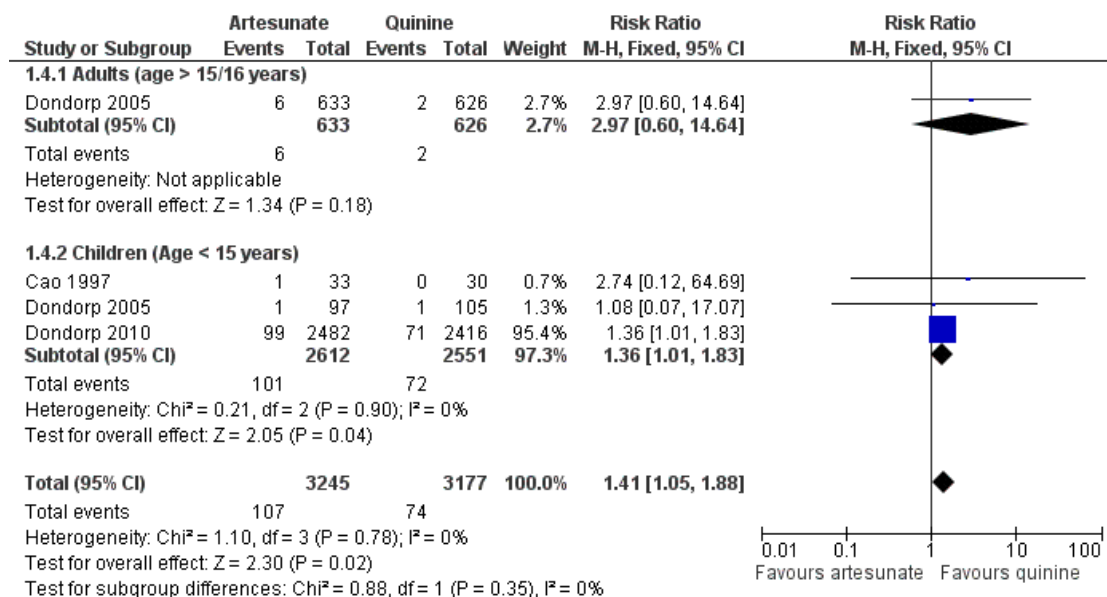 Artesunate Quinine Risk Ratio Risk Ratio
Study or Subgroup Events Total Events Total Weight M-H, Fixed, 95% CI M-H, Fixed, 95% CI
1.4.1 Adults (age > 15/16 years)
Dondorp 2005 6 633 2 626 2.7% 2.97 [0.60, 14.64]
Subtotal (95% CI) 633 626 2.7% 2.97 [0.60, 14.64]
Total events 6 2
Heterogeneity: Not applicable
Test for overall effect: Z = 1.34 (P = 0.18)
1.4.2 Children (Age < 15 years)
Cao 1997 1 33 0 30 0.7% 2.74 [0.12, 64.69]
Dondorp 2005 1 97 1 105 1.3% 1.08 [0.07, 17.07]
Dondorp 2010 99 2482 71 2416 95.4% 1.36 [1.01, 1.83]
Subtotal (95% CI) 2612 2551 97.3% 1.36 [1.01, 1.83]
Total events 101 72
Heterogeneity: Chi² = 0.21, df = 2 (P = 0.90); I² = 0%
Test for overall effect: Z = 2.05 (P = 0.04)
Total (95% CI) 3245 3177 100.0% 1.41 [1.05, 1.88]
Total events 107 74
Heterogeneity: Chi² = 1.10, df = 3 (P = 0.78); I² = 0%
Test for overall effect: Z = 2.30 (P = 0.02)
Test for subgroup differences: Chi² = 0.88, df = 1 (P = 0.35), I² = 0%
0.01 0.1 1 10 100
Favours artesunate Favours quinine